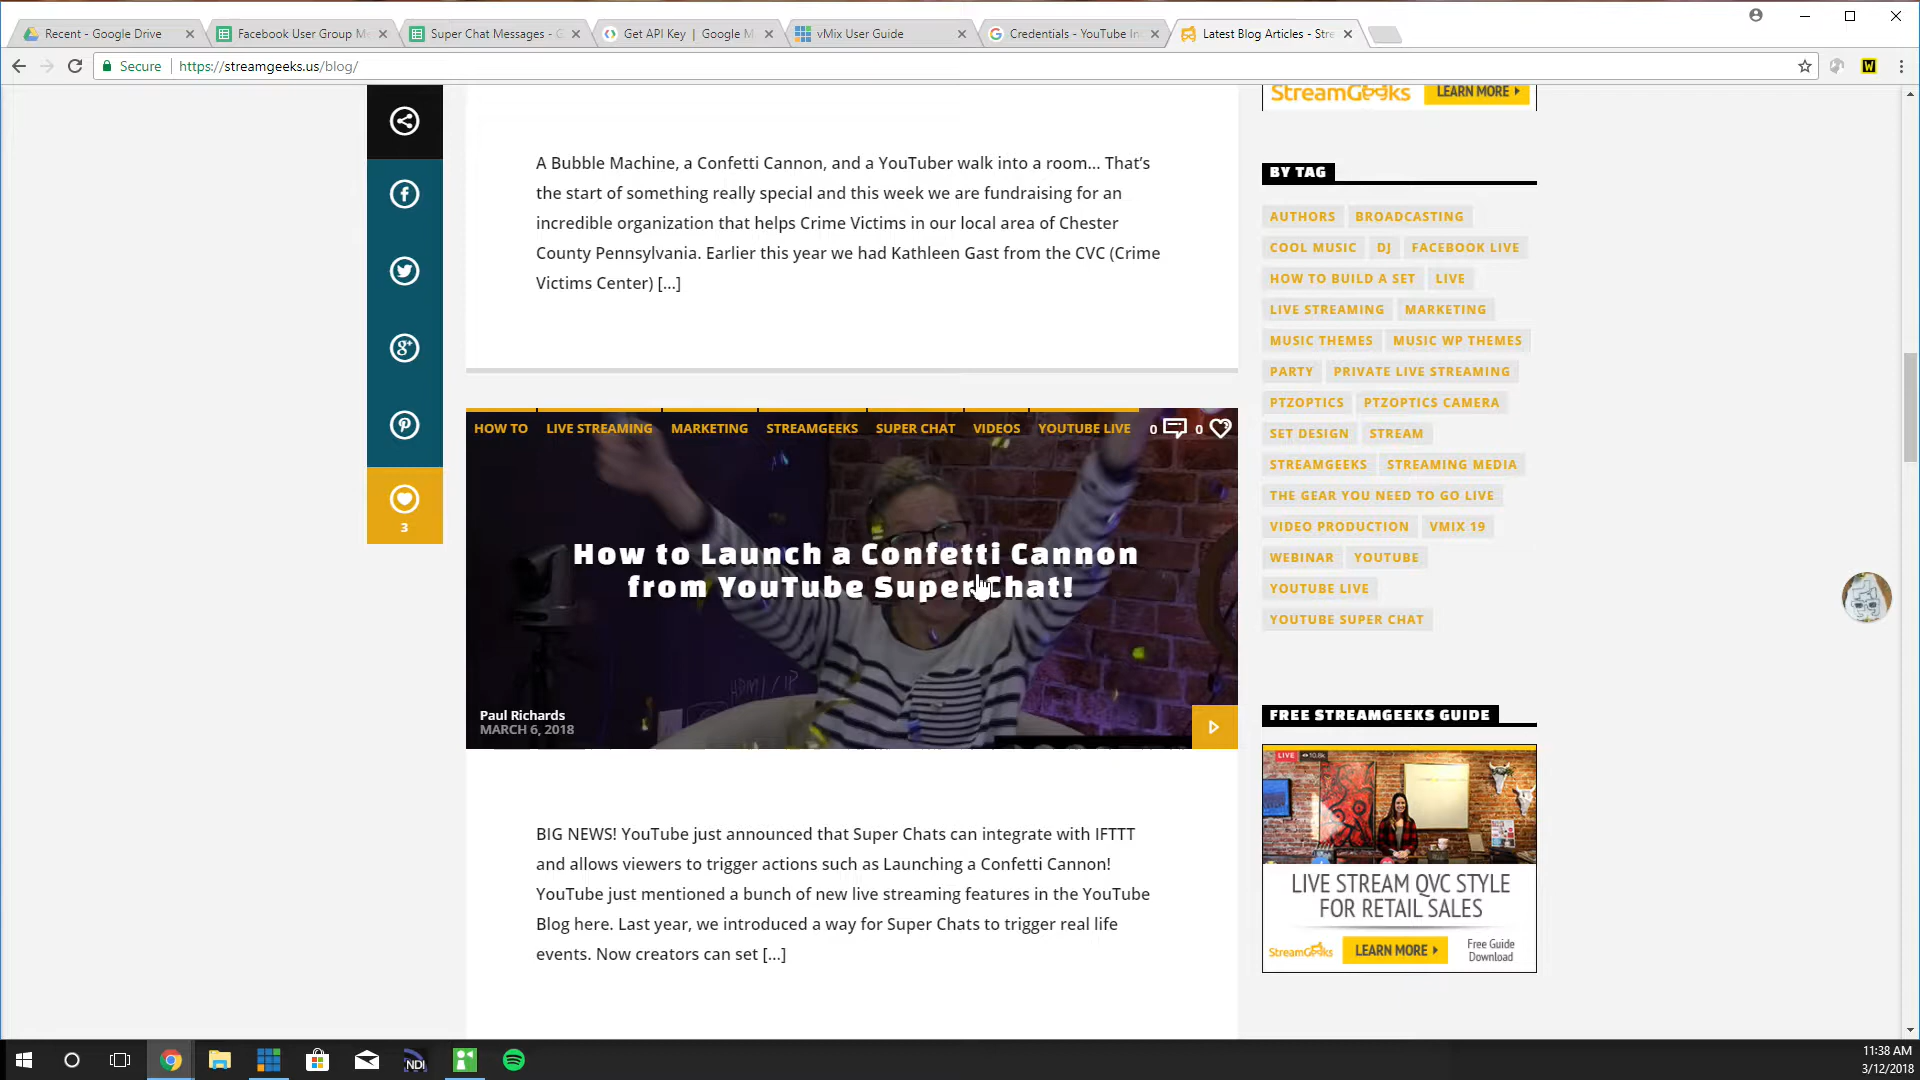 Recent - Google Drive
Facebook User Group M
Super Chat Messages - G
Get API Key | Google M
vMix User Guide
Credentials - YouTube In
Latest Blog Articles - Stre
Secure https://streamgeeks.us/blog/
W
StreamGeeks LEARN MORE
A Bubble Machine, a Confetti Cannon, and a YouTuber walk into a room… That’s
the start of something really special and this week we are fundraising for an
incredible organization that helps Crime Victims in our local area of Chester
County Pennsylvania. Earlier this year we had Kathleen Gast from the CVC (Crime
Victims Center) […]
3
HOW TO LIVE STREAMING MARKETING STREAMGEEKS SUPER CHAT VIDEOS YOUTUBE LIVE 0 0
How to Launch a Confetti Cannon
from YouTube Super Chat!
HDMI/IP
Paul Richards
MARCH 6, 2018
BIG NEWS! YouTube just announced that Super Chats can integrate with IFTTT
and allows viewers to trigger actions such as Launching a Confetti Cannon!
YouTube just mentioned a bunch of new live streaming features in the YouTube
Blog here. Last year, we introduced a way for Super Chats to trigger real life
events. Now creators can set […]
BY TAG
AUTHORS BROADCASTING
COOL MUSIC DJ FACEBOOK LIVE
HOW TO BUILD A SET LIVE
LIVE STREAMING MARKETING
MUSIC THEMES MUSIC WP THEMES
PARTY PRIVATE LIVE STREAMING
PTZOPTICS PTZOPTICS CAMERA
SET DESIGN STREAM
STREAMGEEKS STREAMING MEDIA
THE GEAR YOU NEED TO GO LIVE
VIDEO PRODUCTION VMIX 19
WEBINAR YOUTUBE
YOUTUBE LIVE
YOUTUBE SUPER CHAT
FREE STREAMGEEKS GUIDE
LIVE 10.8k
LIVE STREAM QVC STYLE
FOR RETAIL SALES
StreamGeeks LEARN MORE Free Guide
Download
NDI
11:38 AM
3/12/2018